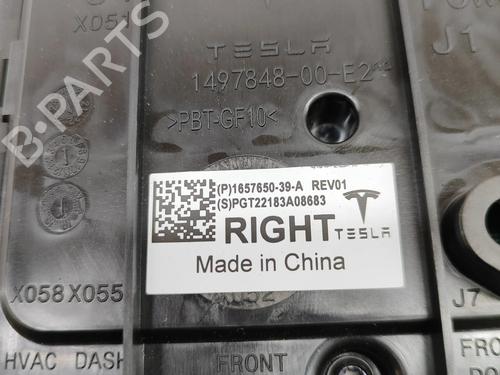 X051
TESLA
J1
1497848-00-E2
>PBT-GF10<
B-PARTS
(P)1657650-39-A REV01
(S)PGT22183A08683
RIGHT TESLA
Made in China
X058 X055
J7
HVAC DASH
FRONT